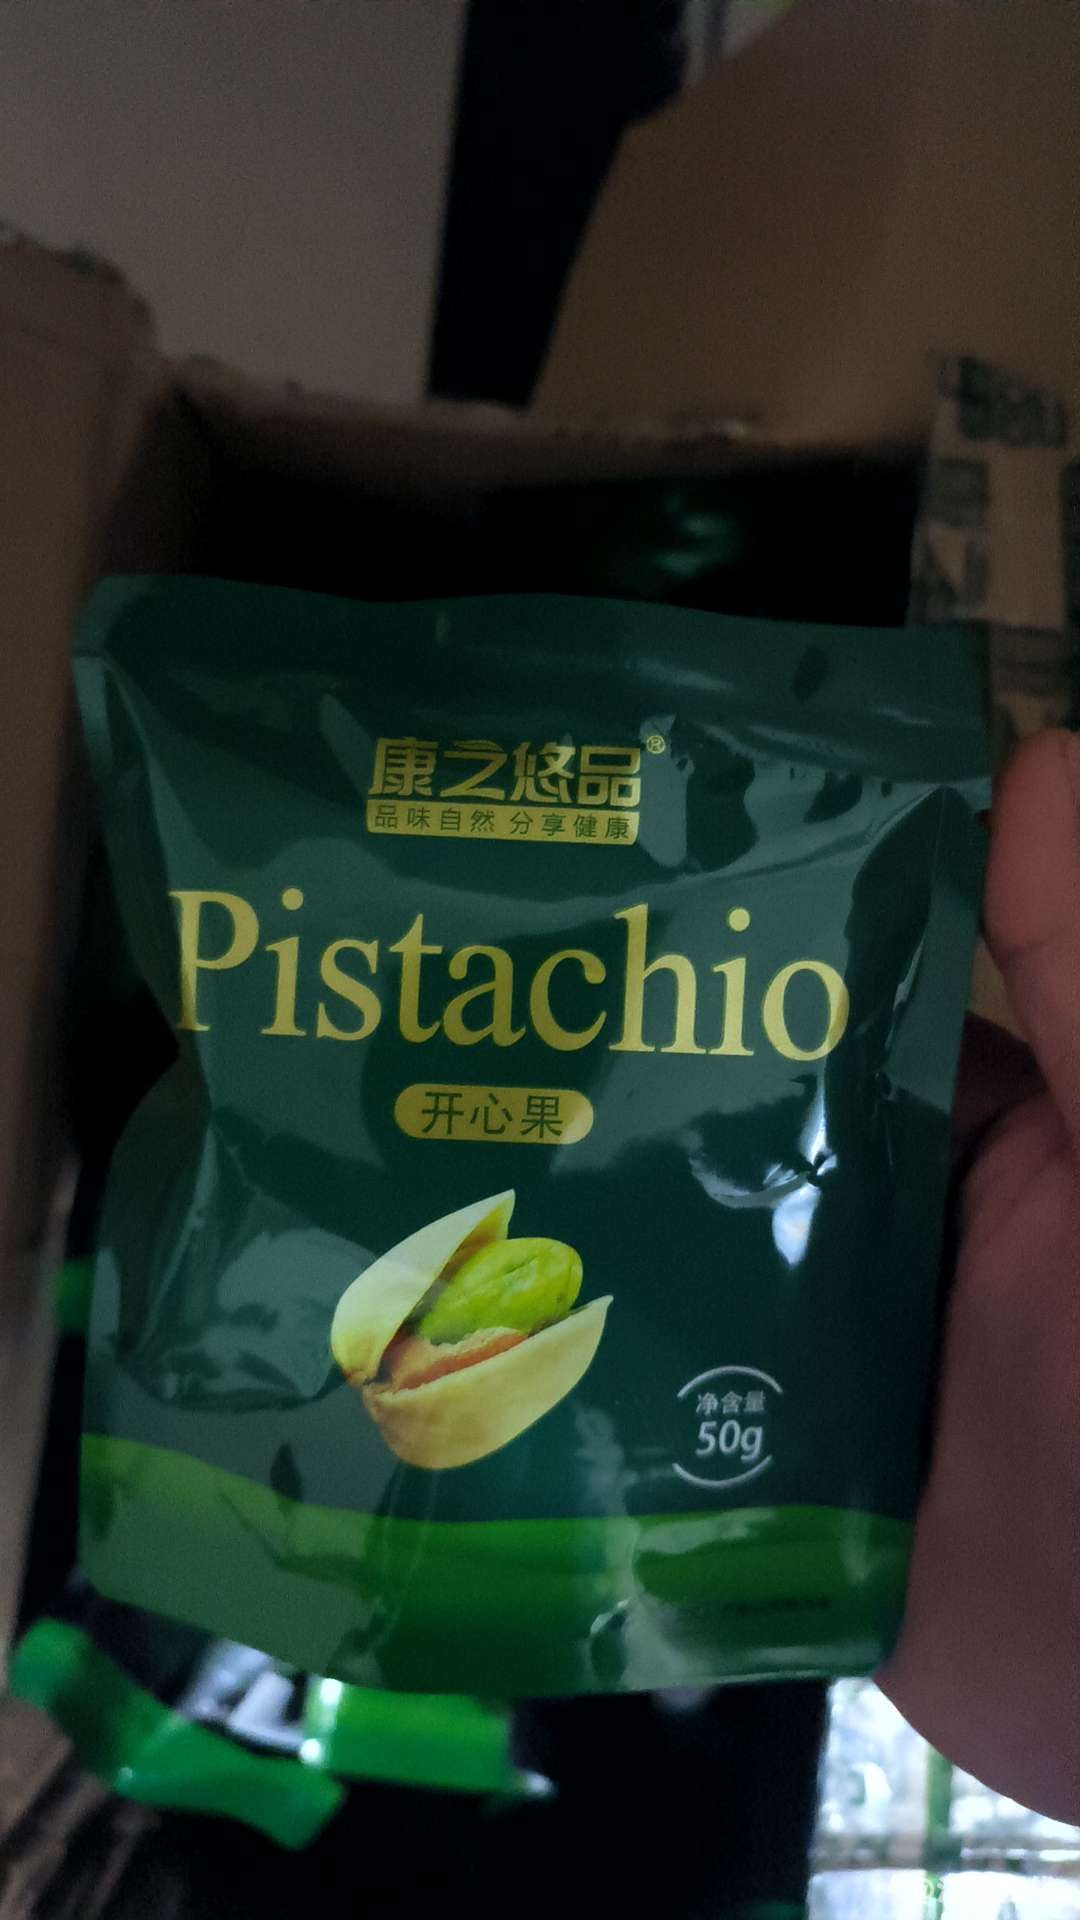 康之悠品®
品味自然 分享健康
Pistachio
开心果
净含量
50g